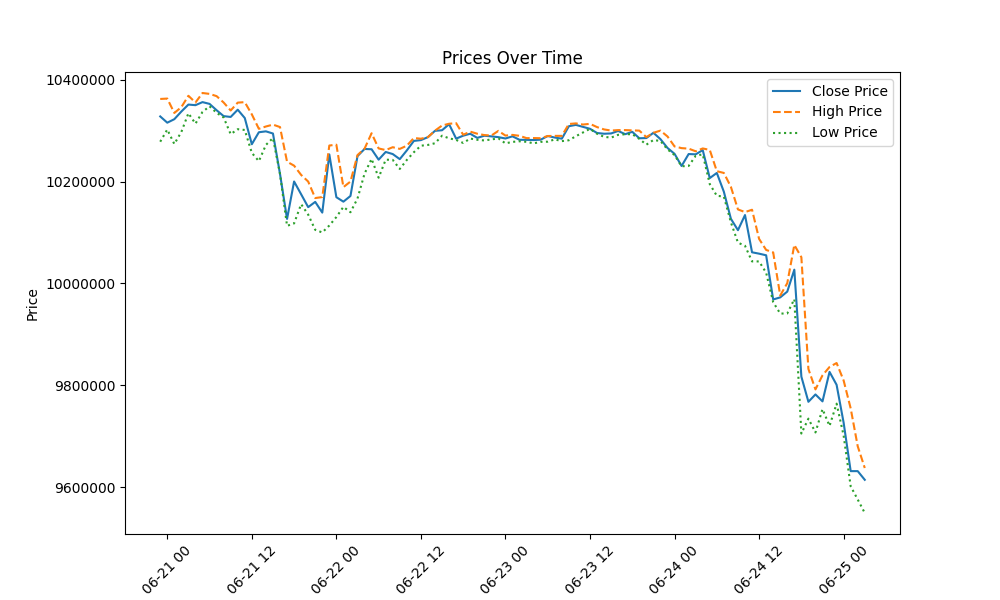 Prices Over Time
Close Price
High Price
Low Price
Price
10400000
10200000
10000000
9800000
9600000
06-21 00
06-21 12
06-22 00
06-22 12
06-23 00
06-23 12
06-24 00
06-24 12
06-25 00